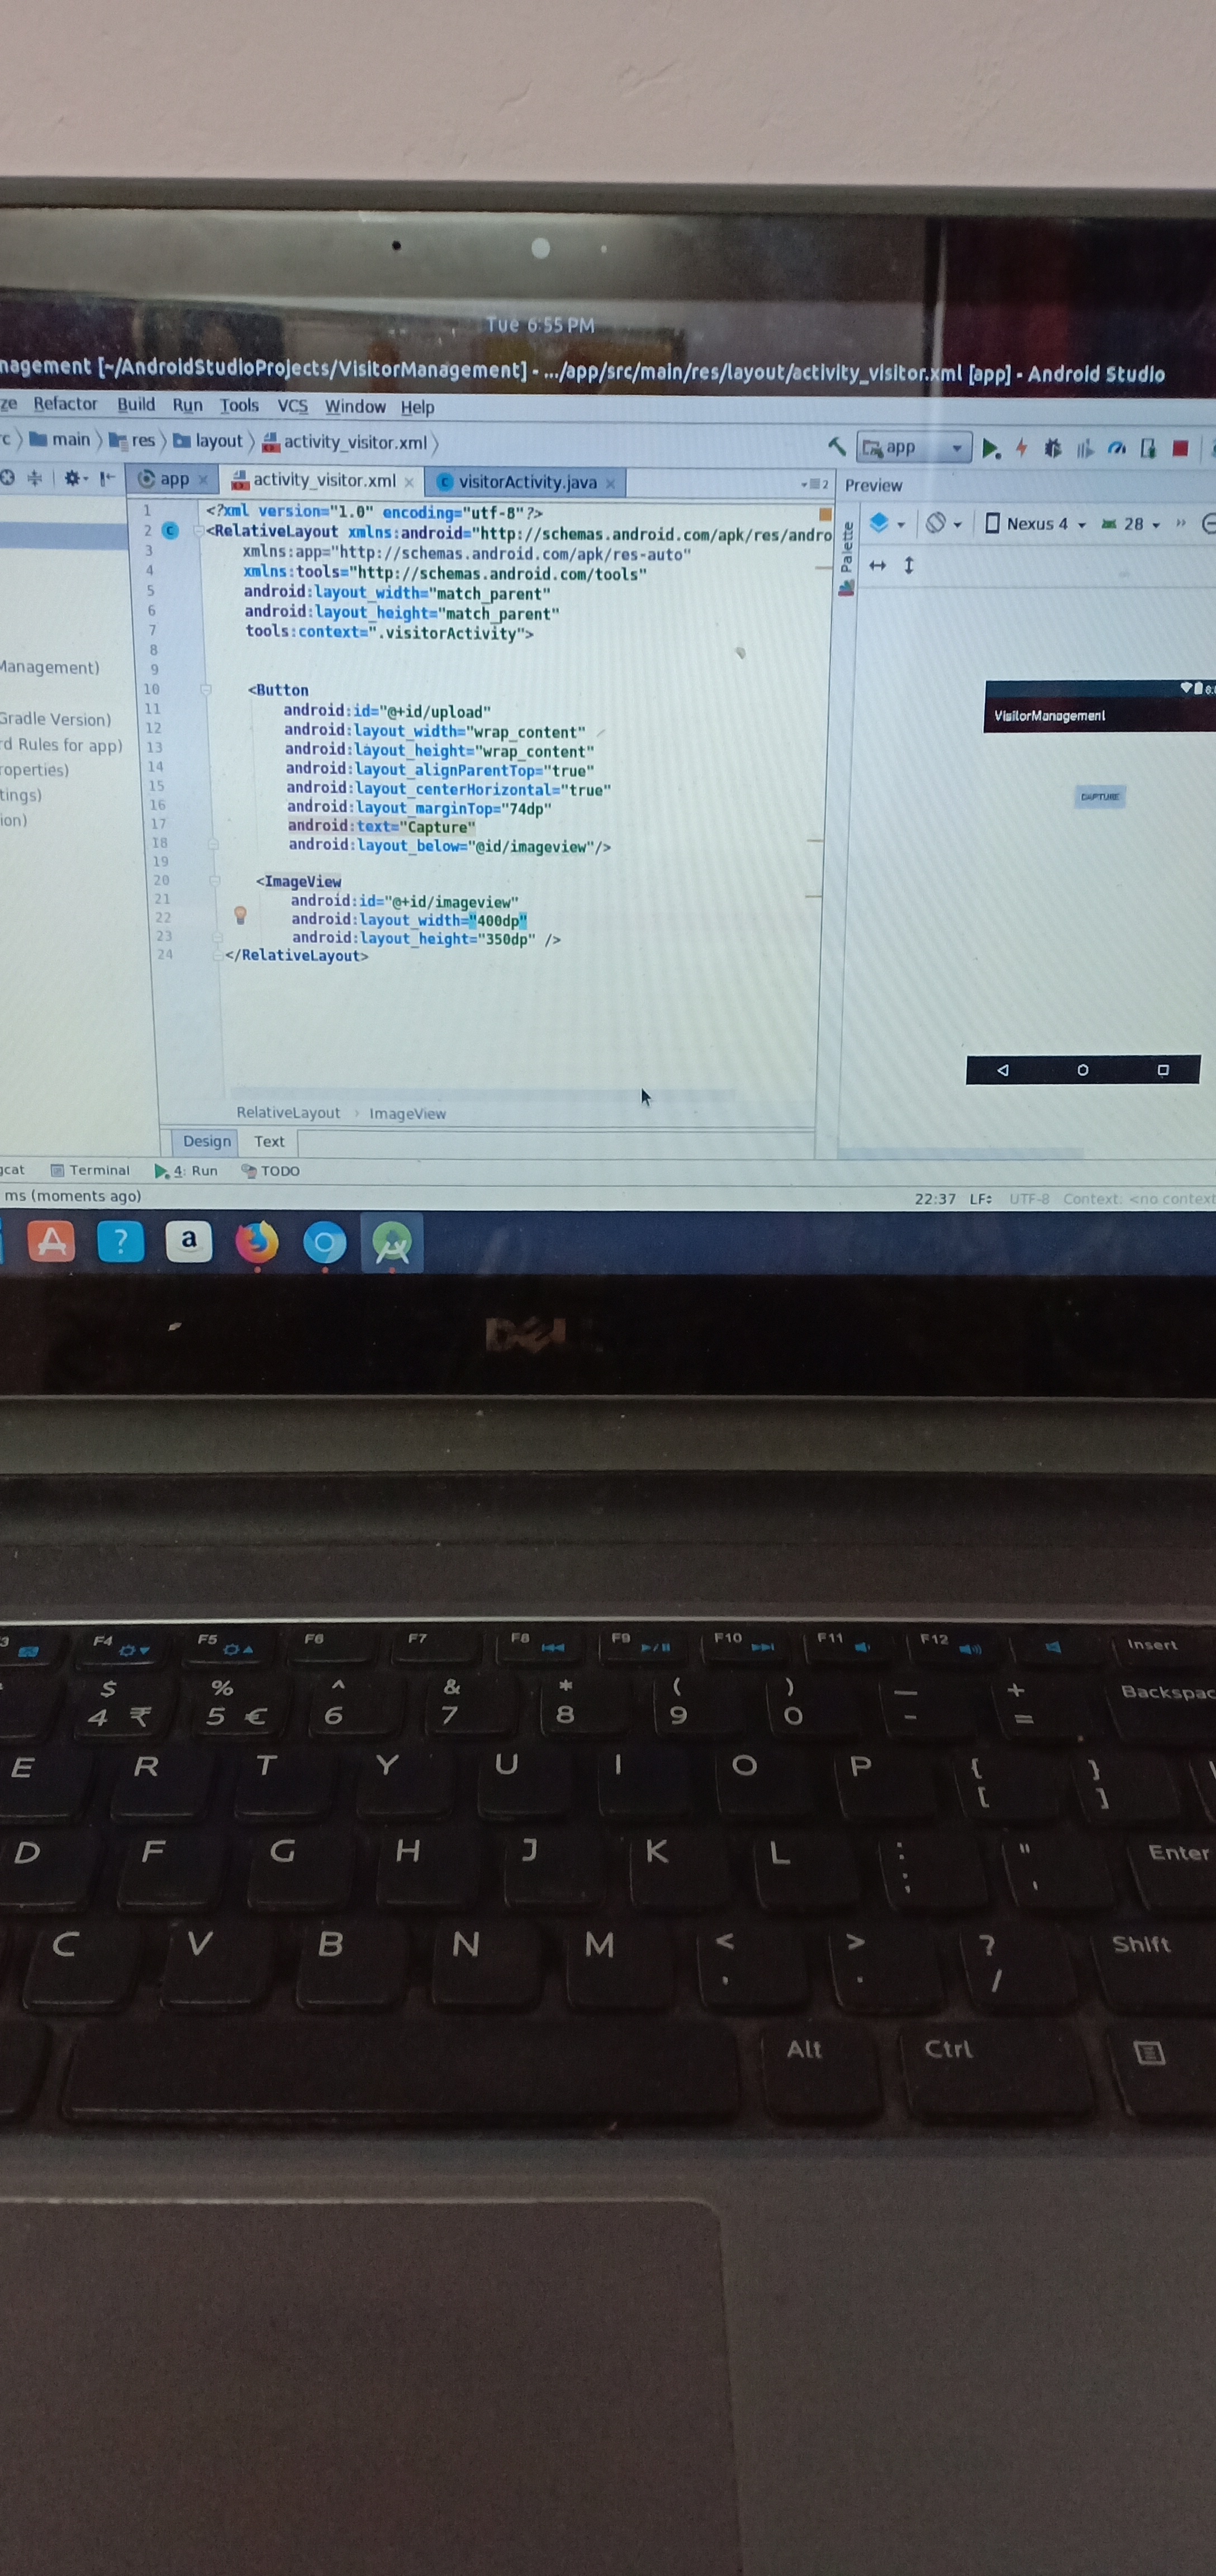 Tue 6:55 PM
nagement [~/AndroidStudioProjects/VisitorManagement] - .../app/src/main/res/layout/activity_visitor.xml [app] - Android Studio
ze Refactor Build Run Tools VCS Window Help
c main res layout activity_visitor.xml
app
app activity_visitor.xml visitorActivity.java
2
Preview
Palette
Nexus 4 28
1 <?xml version="1.0" encoding="utf-8"?>
2 <RelativeLayout xmlns:android="http://schemas.android.com/apk/res/andro
3 xmlns:app="http://schemas.android.com/apk/res-auto"
4 xmlns:tools="http://schemas.android.com/tools"
5 android:layout_width="match_parent"
6 android:layout_height="match_parent"
7 tools:context=".visitorActivity">
8
9
10 <Button
11 android:id="@+id/upload"
12 android:layout_width="wrap_content"
13 android:layout_height="wrap_content"
14 android:layout_alignParentTop="true"
15 android:layout_centerHorizontal="true"
16 android:layout_marginTop="74dp"
17 android:text="Capture"
18 android:layout_below="@id/imageview"/>
19
20 <ImageView
21 android:id="@+id/imageview"
22 android:layout_width="400dp"
23 android:layout_height="350dp" />
24 </RelativeLayout>
Management)
Gradle Version)
rd Rules for app)
roperties)
tings)
ion)
VisitorManagement
CAPTURE
RelativeLayout ImageView
Design Text
gcat Terminal 4: Run TODO
ms (moments ago)
22:37 LF UTF-8 Context: <no context
a
DELL
3 F4 F5 F6 F7 F8 F9 F10 F11 F12 Insert
$ % ^ & * ( ) — + Backspac
4 ₹ 5 € 6 7 8 9 0 - =
E R T Y U I O P { [ } ]
D F G H J K L : ; " ' Enter
C V B N M < , > . ? / Shift
Alt Ctrl